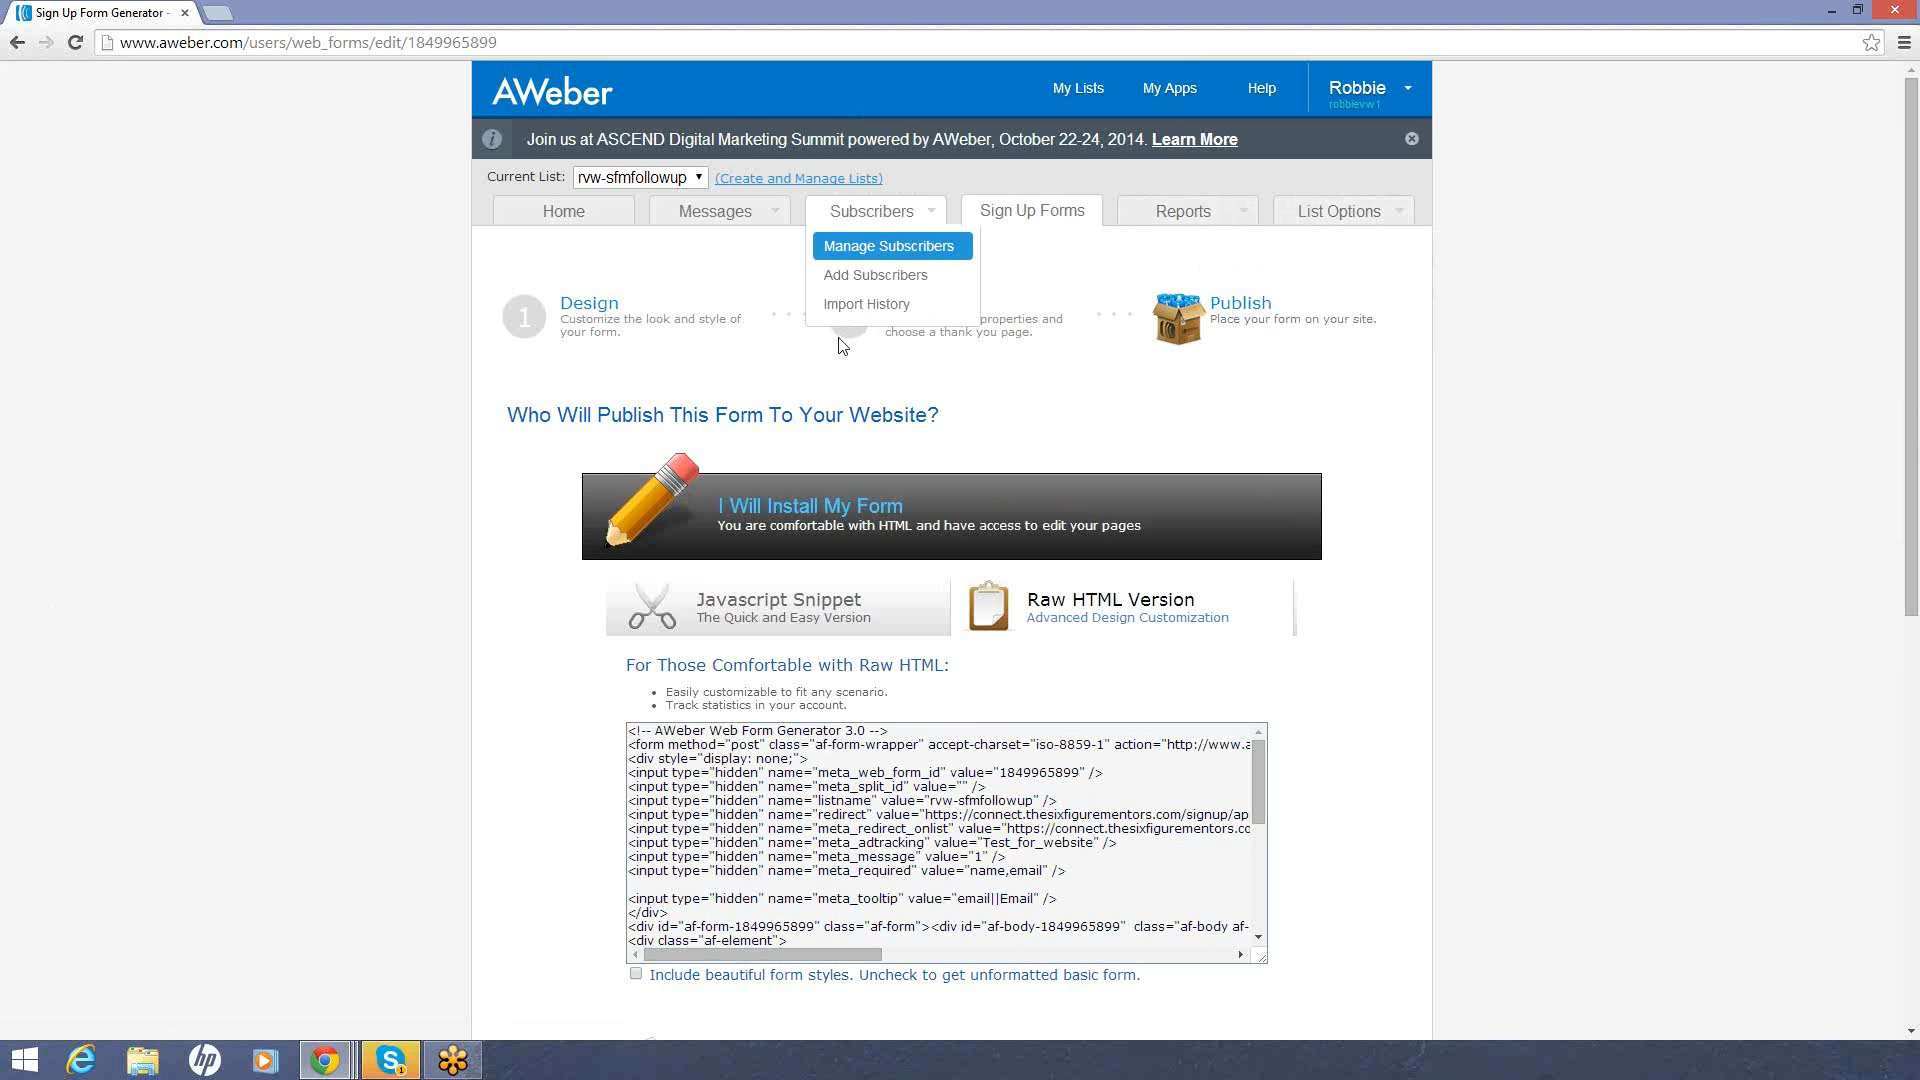 Sign Up Form Generator -
www.aweber.com/users/web_forms/edit/1849965899
AWeber
My Lists
My Apps
Help
Robbie
robbievw1
Join us at ASCEND Digital Marketing Summit powered by AWeber, October 22-24, 2014. Learn More
Current List: rvw-sfmfollowup (Create and Manage Lists)
Home
Messages
Subscribers
Sign Up Forms
Reports
List Options
Manage Subscribers
Add Subscribers
Import History
1
Design
Customize the look and style of
your form.
properties and
choose a thank you page.
Publish
Place your form on your site.
Who Will Publish This Form To Your Website?
I Will Install My Form
You are comfortable with HTML and have access to edit your pages
Javascript Snippet
The Quick and Easy Version
Raw HTML Version
Advanced Design Customization
For Those Comfortable with Raw HTML:
• Easily customizable to fit any scenario.
• Track statistics in your account.
<!-- AWeber Web Form Generator 3.0 -->
<form method="post" class="af-form-wrapper" accept-charset="iso-8859-1" action="http://www.a
<div style="display: none;">
<input type="hidden" name="meta_web_form_id" value="1849965899" />
<input type="hidden" name="meta_split_id" value="" />
<input type="hidden" name="listname" value="rvw-sfmfollowup" />
<input type="hidden" name="redirect" value="https://connect.thesixfigurementors.com/signup/ap
<input type="hidden" name="meta_redirect_onlist" value="https://connect.thesixfigurementors.co
<input type="hidden" name="meta_adtracking" value="Test_for_website" />
<input type="hidden" name="meta_message" value="1" />
<input type="hidden" name="meta_required" value="name,email" />
<input type="hidden" name="meta_tooltip" value="email||Email" />
</div>
<div id="af-form-1849965899" class="af-form"><div id="af-body-1849965899"  class="af-body af-
<div class="af-element">
Include beautiful form styles. Uncheck to get unformatted basic form.